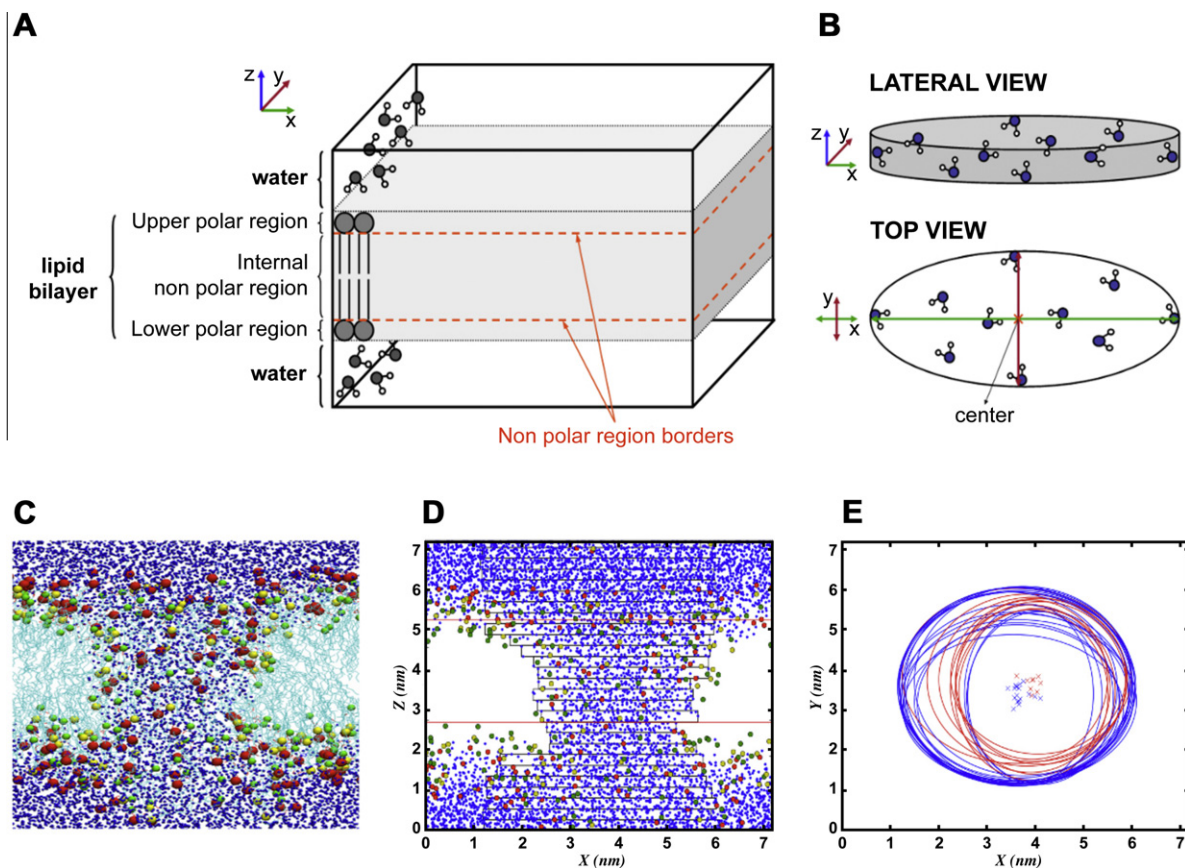 A
z
y
x
water
Upper polar region
lipid
bilayer
Internal
non polar region
Lower polar region
water
Non polar region borders
B
LATERAL VIEW
z
y
x
TOP VIEW
y
x
center
C
D
7
6
5
4
3
2
1
0
Z (nm)
0 1 2 3 4 5 6 7
X (nm)
E
7
6
5
4
3
2
1
0
Y (nm)
0 1 2 3 4 5 6 7
X (nm)